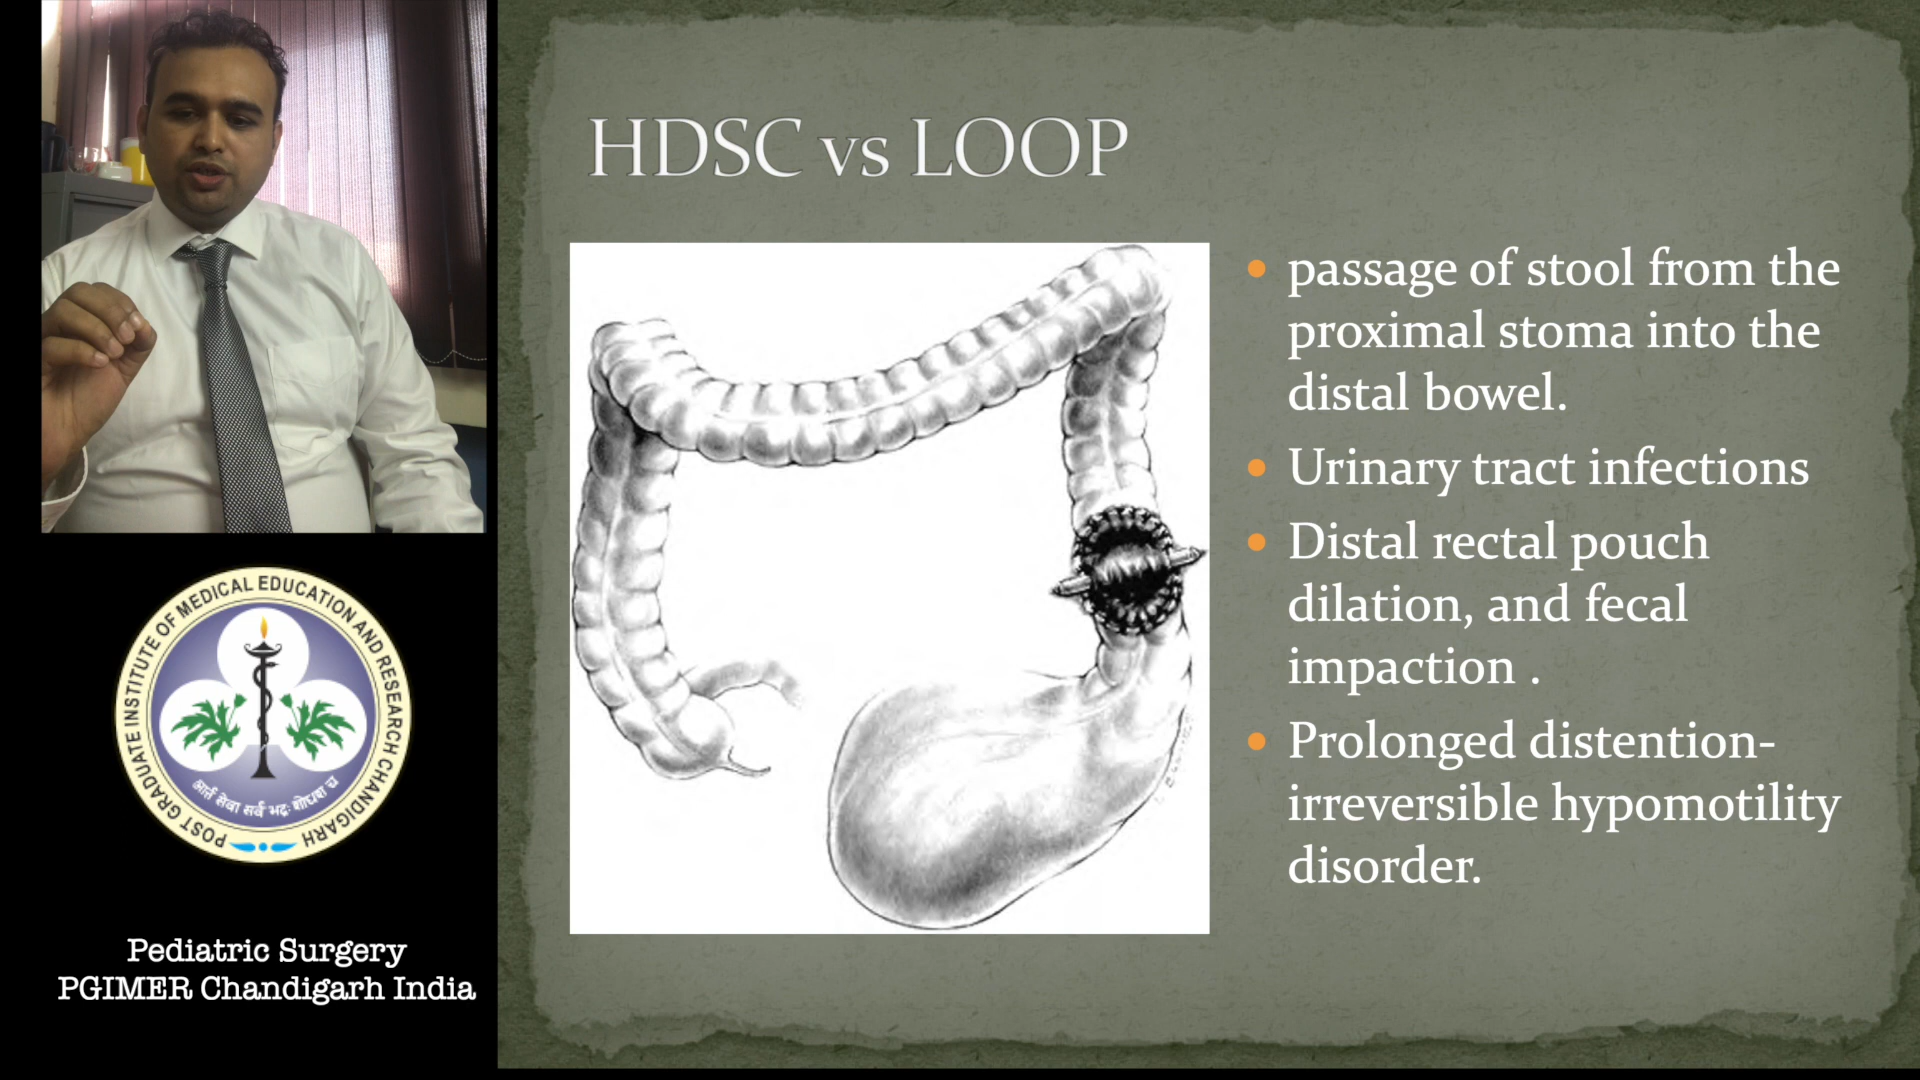 HDSC vs LOOP
passage of stool from the
proximal stoma into the
distal bowel.
Urinary tract infections
Distal rectal pouch
dilation, and fecal
impaction .
Prolonged distention-
irreversible hypomotility
disorder.
POST GRADUATE INSTITUTE OF MEDICAL EDUCATION AND RESEARCH CHANDIGARH
Pediatric Surgery
PGIMER Chandigarh India